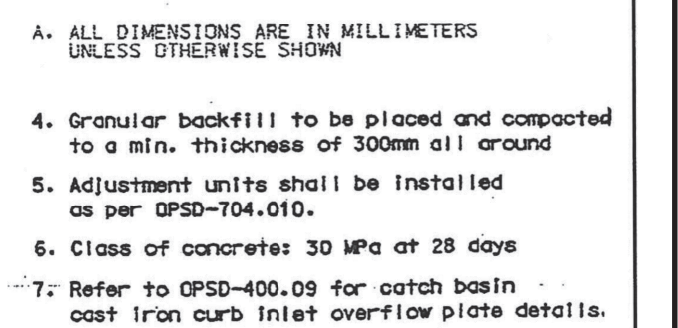 A. ALL DIMENSIONS ARE IN MILLIMETERS
UNLESS OTHERWISE SHOWN
4. Granular backfill to be placed and compacted
to a min. thickness of 300mm all around
5. Adjustment units shall be installed
as per OPSD-704.010.
6. Class of concrete: 30 MPa at 28 days
7. Refer to OPSD-400.09 for catch basin
cast iron curb inlet overflow plate details.